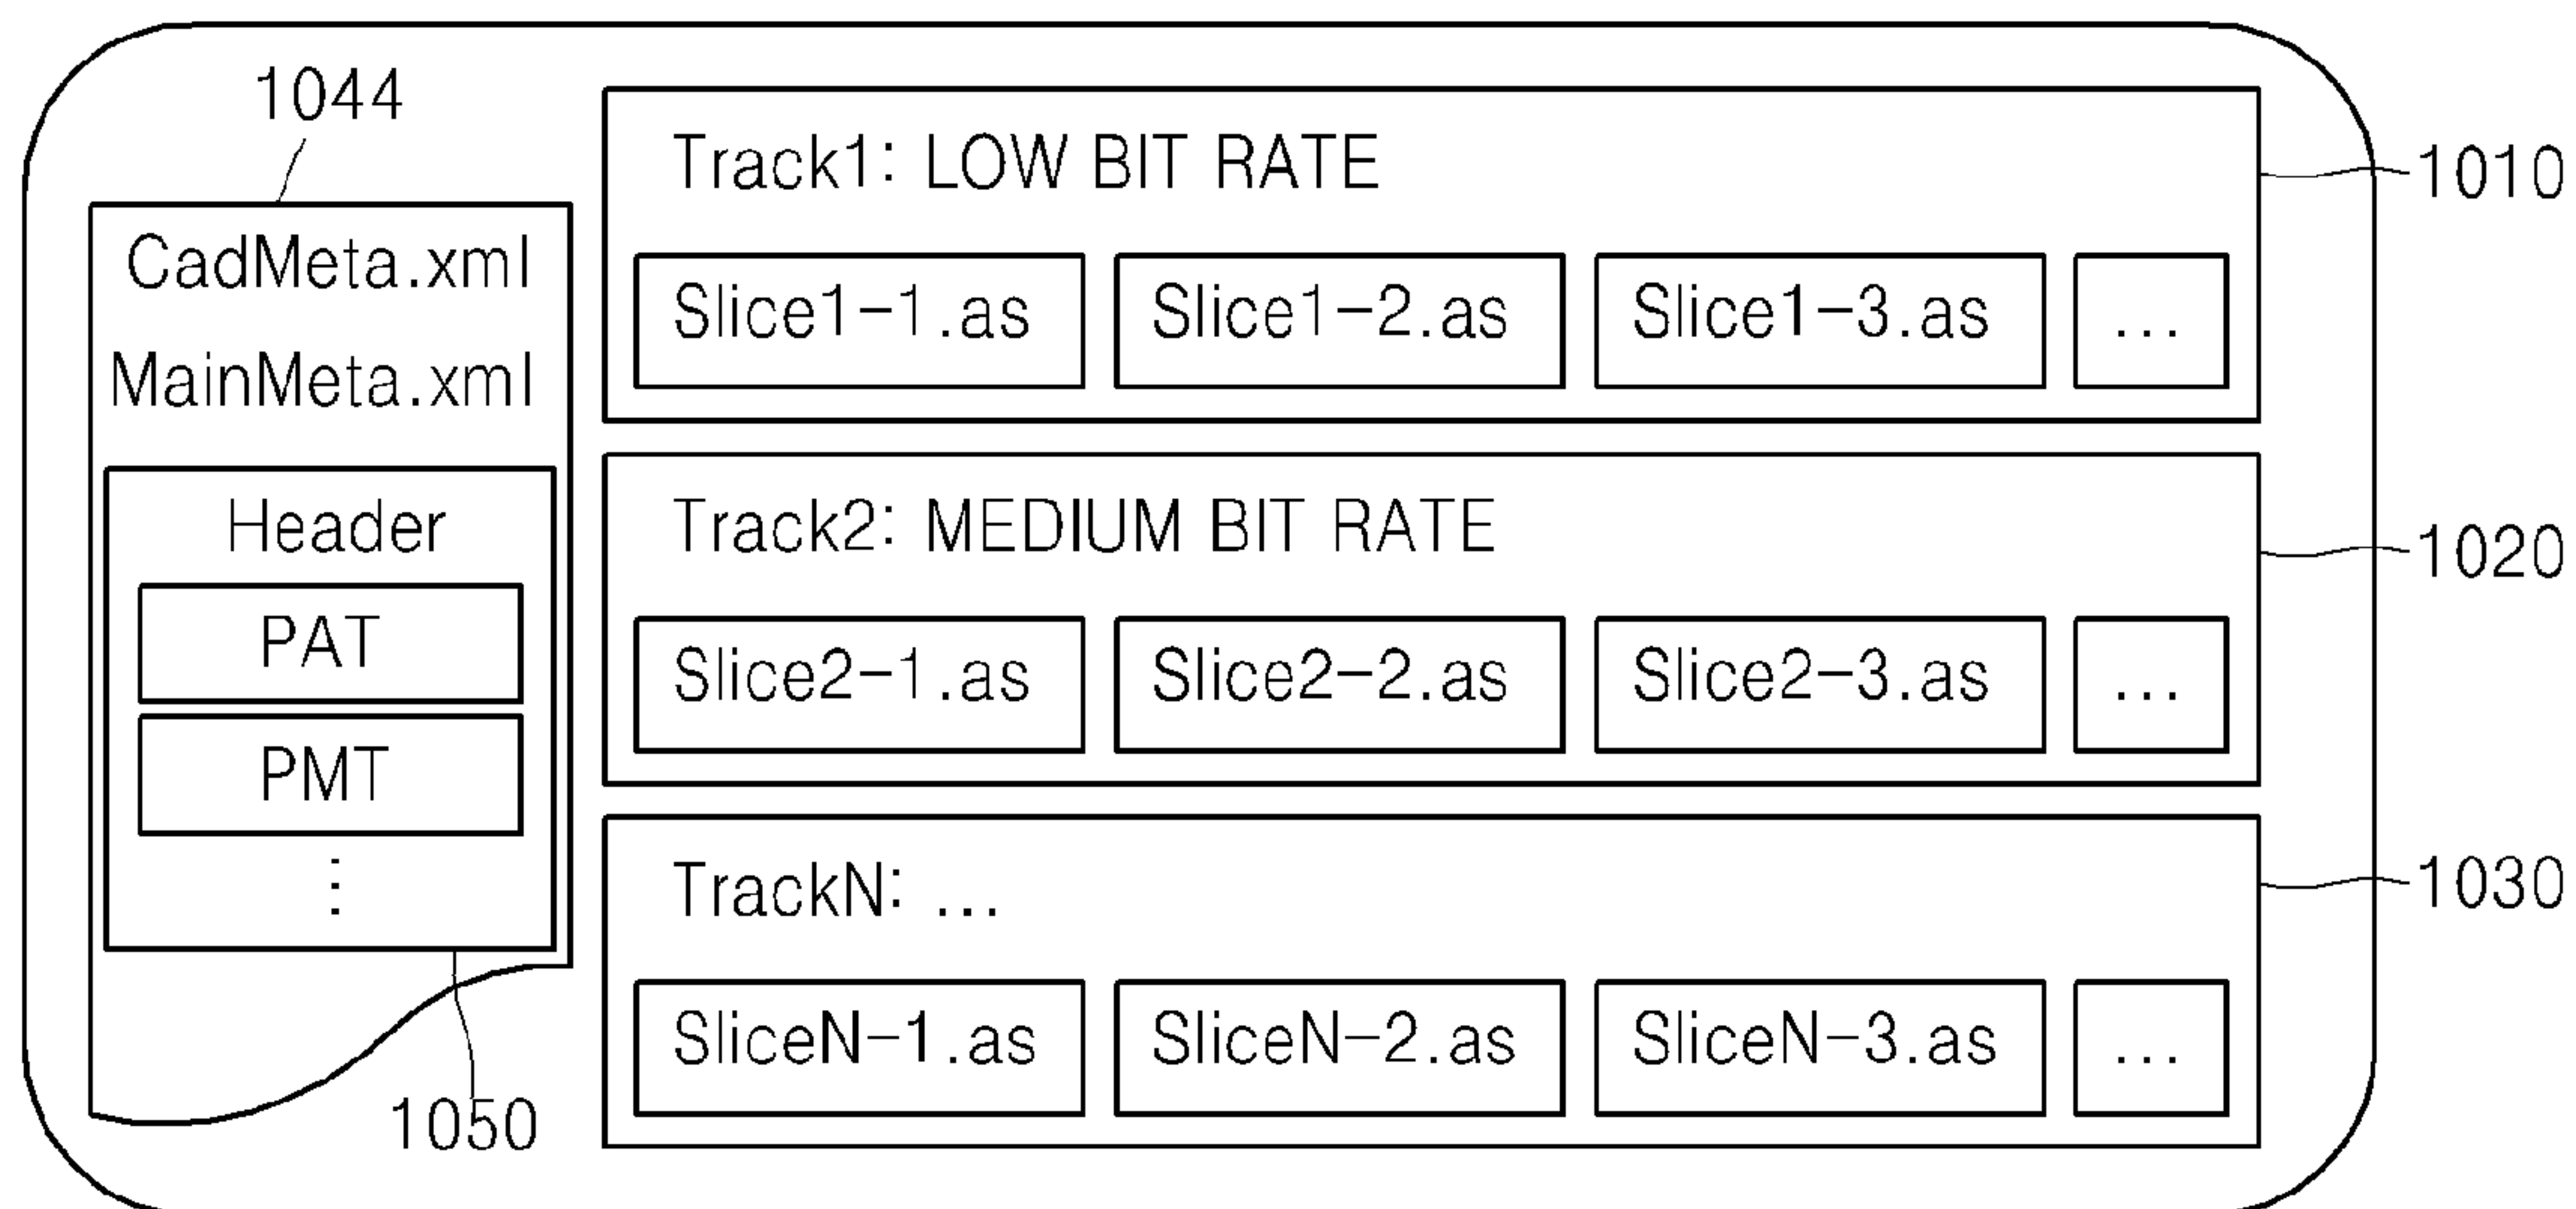 1044
CadMeta.xml
MainMeta.xml
Header
PAT
PMT
⋮
1050
Track1: LOW BIT RATE
Slice1-1.as
Slice1-2.as
Slice1-3.as
...
1010
Track2: MEDIUM BIT RATE
Slice2-1.as
Slice2-2.as
Slice2-3.as
...
1020
TrackN: ...
SliceN-1.as
SliceN-2.as
SliceN-3.as
...
1030